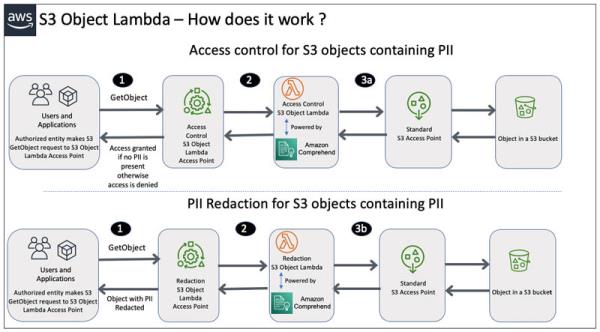 aws
S3 Object Lambda – How does it work ?
Access control for S3 objects containing PII
1
2
3a
GetObject
Users and
Applications
Authorized entity makes S3
GetObject request to S3 Object
Lambda Access Point
Access granted
if no PII is
present
otherwise
access is denied
Access
Control
S3 Object
Lambda
Access Point
Access Control
S3 Object Lambda
Powered by
Amazon
Comprehend
Standard
S3 Access Point
Object in a S3 bucket
PII Redaction for S3 objects containing PII
1
2
3b
GetObject
Users and
Applications
Authorized entity makes S3
GetObject request to S3 Object
Lambda Access Point
Object with PII
Redacted
Redaction
S3 Object
Lambda
Access Point
Redaction
S3 Object Lambda
Powered by
Amazon
Comprehend
Standard
S3 Access Point
Object in a S3 bucket